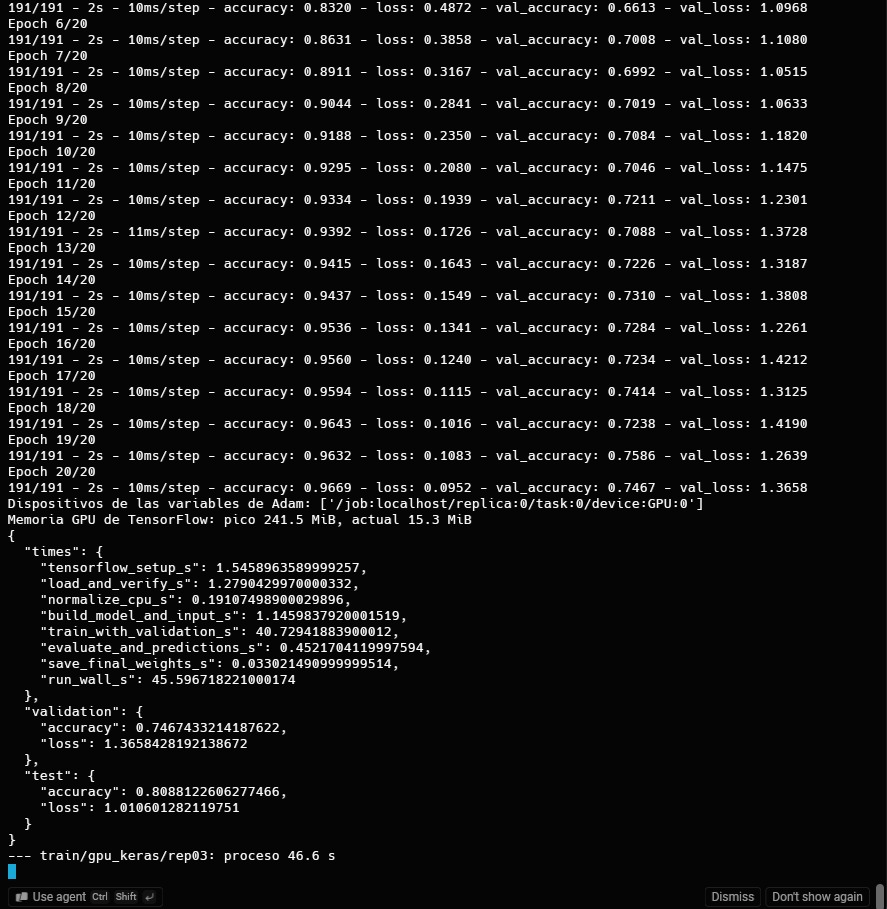 191/191 - 2s - 10ms/step - accuracy: 0.8320 - loss: 0.4872 - val_accuracy: 0.6613 - val_loss: 1.0968
Epoch 6/20
191/191 - 2s - 10ms/step - accuracy: 0.8631 - loss: 0.3858 - val_accuracy: 0.7008 - val_loss: 1.1080
Epoch 7/20
191/191 - 2s - 10ms/step - accuracy: 0.8911 - loss: 0.3167 - val_accuracy: 0.6992 - val_loss: 1.0515
Epoch 8/20
191/191 - 2s - 10ms/step - accuracy: 0.9044 - loss: 0.2841 - val_accuracy: 0.7019 - val_loss: 1.0633
Epoch 9/20
191/191 - 2s - 10ms/step - accuracy: 0.9188 - loss: 0.2350 - val_accuracy: 0.7084 - val_loss: 1.1820
Epoch 10/20
191/191 - 2s - 10ms/step - accuracy: 0.9295 - loss: 0.2080 - val_accuracy: 0.7046 - val_loss: 1.1475
Epoch 11/20
191/191 - 2s - 10ms/step - accuracy: 0.9334 - loss: 0.1939 - val_accuracy: 0.7211 - val_loss: 1.2301
Epoch 12/20
191/191 - 2s - 11ms/step - accuracy: 0.9392 - loss: 0.1726 - val_accuracy: 0.7088 - val_loss: 1.3728
Epoch 13/20
191/191 - 2s - 10ms/step - accuracy: 0.9415 - loss: 0.1643 - val_accuracy: 0.7226 - val_loss: 1.3187
Epoch 14/20
191/191 - 2s - 10ms/step - accuracy: 0.9437 - loss: 0.1549 - val_accuracy: 0.7310 - val_loss: 1.3808
Epoch 15/20
191/191 - 2s - 10ms/step - accuracy: 0.9536 - loss: 0.1341 - val_accuracy: 0.7284 - val_loss: 1.2261
Epoch 16/20
191/191 - 2s - 10ms/step - accuracy: 0.9560 - loss: 0.1240 - val_accuracy: 0.7234 - val_loss: 1.4212
Epoch 17/20
191/191 - 2s - 10ms/step - accuracy: 0.9594 - loss: 0.1115 - val_accuracy: 0.7414 - val_loss: 1.3125
Epoch 18/20
191/191 - 2s - 10ms/step - accuracy: 0.9643 - loss: 0.1016 - val_accuracy: 0.7238 - val_loss: 1.4190
Epoch 19/20
191/191 - 2s - 10ms/step - accuracy: 0.9632 - loss: 0.1083 - val_accuracy: 0.7586 - val_loss: 1.2639
Epoch 20/20
191/191 - 2s - 10ms/step - accuracy: 0.9669 - loss: 0.0952 - val_accuracy: 0.7467 - val_loss: 1.3658
Dispositivos de las variables de Adam: ['/job:localhost/replica:0/task:0/device:GPU:0']
Memoria GPU de TensorFlow: pico 241.5 MiB, actual 15.3 MiB
{
  "times": {
    "tensorflow_setup_s": 1.5458963589999257,
    "load_and_verify_s": 1.2790429970000332,
    "normalize_cpu_s": 0.19107498900029896,
    "build_model_and_input_s": 1.1459837920001519,
    "train_with_validation_s": 40.72941883900012,
    "evaluate_and_predictions_s": 0.4521704119997594,
    "save_final_weights_s": 0.033021490999999514,
    "run_wall_s": 45.596718221000174
  },
  "validation": {
    "accuracy": 0.7467433214187622,
    "loss": 1.3658428192138672
  },
  "test": {
    "accuracy": 0.8088122606277466,
    "loss": 1.010601282119751
  }
}
--- train/gpu_keras/rep03: proceso 46.6 s
Use agent Ctrl Shift ⏎ Dismiss Don't show again